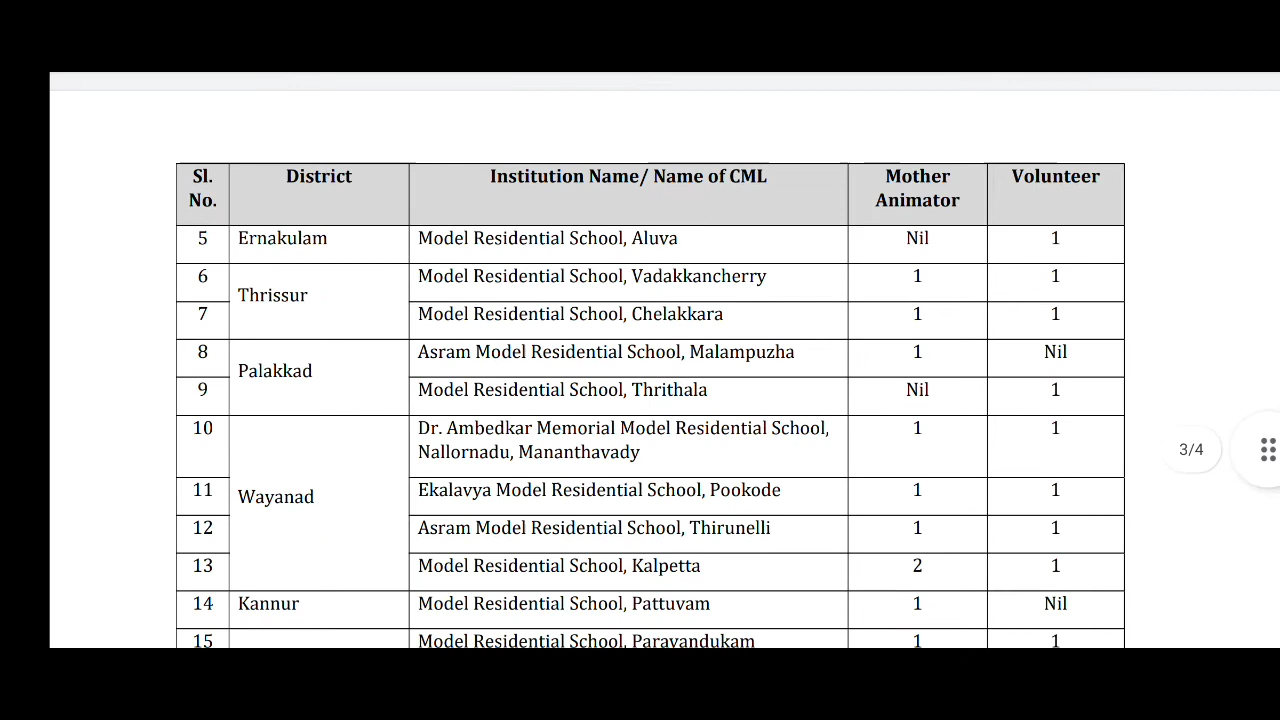 Sl. No. District Institution Name/ Name of CML Mother Animator Volunteer
5 Ernakulam Model Residential School, Aluva Nil 1
6 Thrissur Model Residential School, Vadakkancherry 1 1
7 Model Residential School, Chelakkara 1 1
8 Palakkad Asram Model Residential School, Malampuzha 1 Nil
9 Model Residential School, Thrithala Nil 1
10 Wayanad Dr. Ambedkar Memorial Model Residential School, 1 1
Nallornadu, Mananthavady
11 Ekalavya Model Residential School, Pookode 1 1
12 Asram Model Residential School, Thirunelli 1 1
13 Model Residential School, Kalpetta 2 1
14 Kannur Model Residential School, Pattuvam 1 Nil
15 Model Residential School, Paravandukam 1 1
3/4